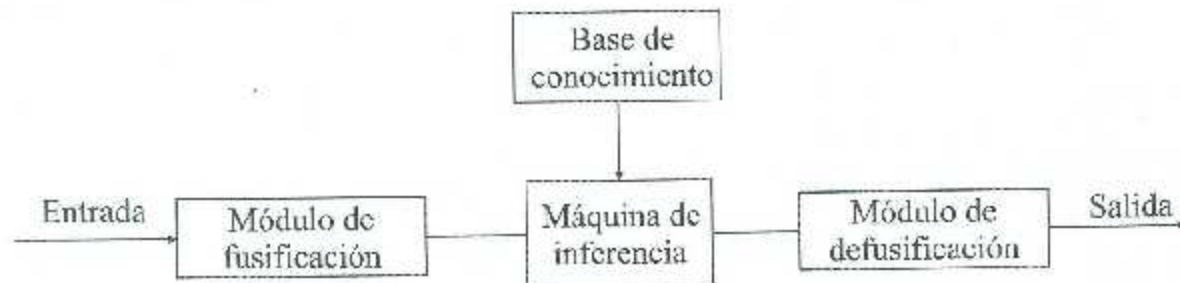 Base de
conocimiento
Entrada
Módulo de
fusificación
Máquina de
inferencia
Módulo de
defusificación
Salida